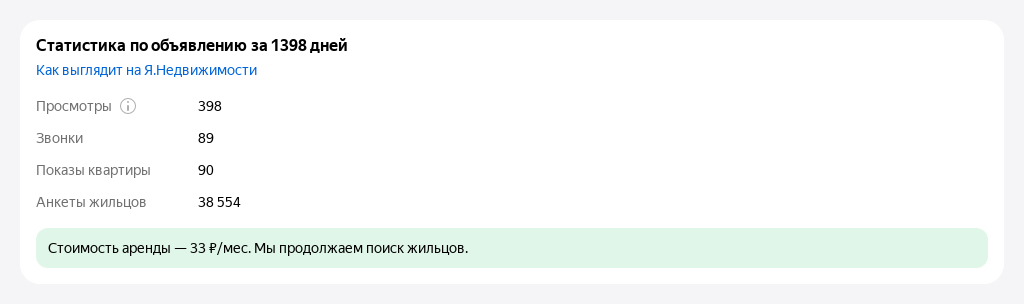 Статистика по объявлению за 1398 дней
Как выглядит на Я.Недвижимости
Просмотры 398
Звонки 89
Показы квартиры 90
Анкеты жильцов 38 554
Стоимость аренды — 33 ₽/мес. Мы продолжаем поиск жильцов.